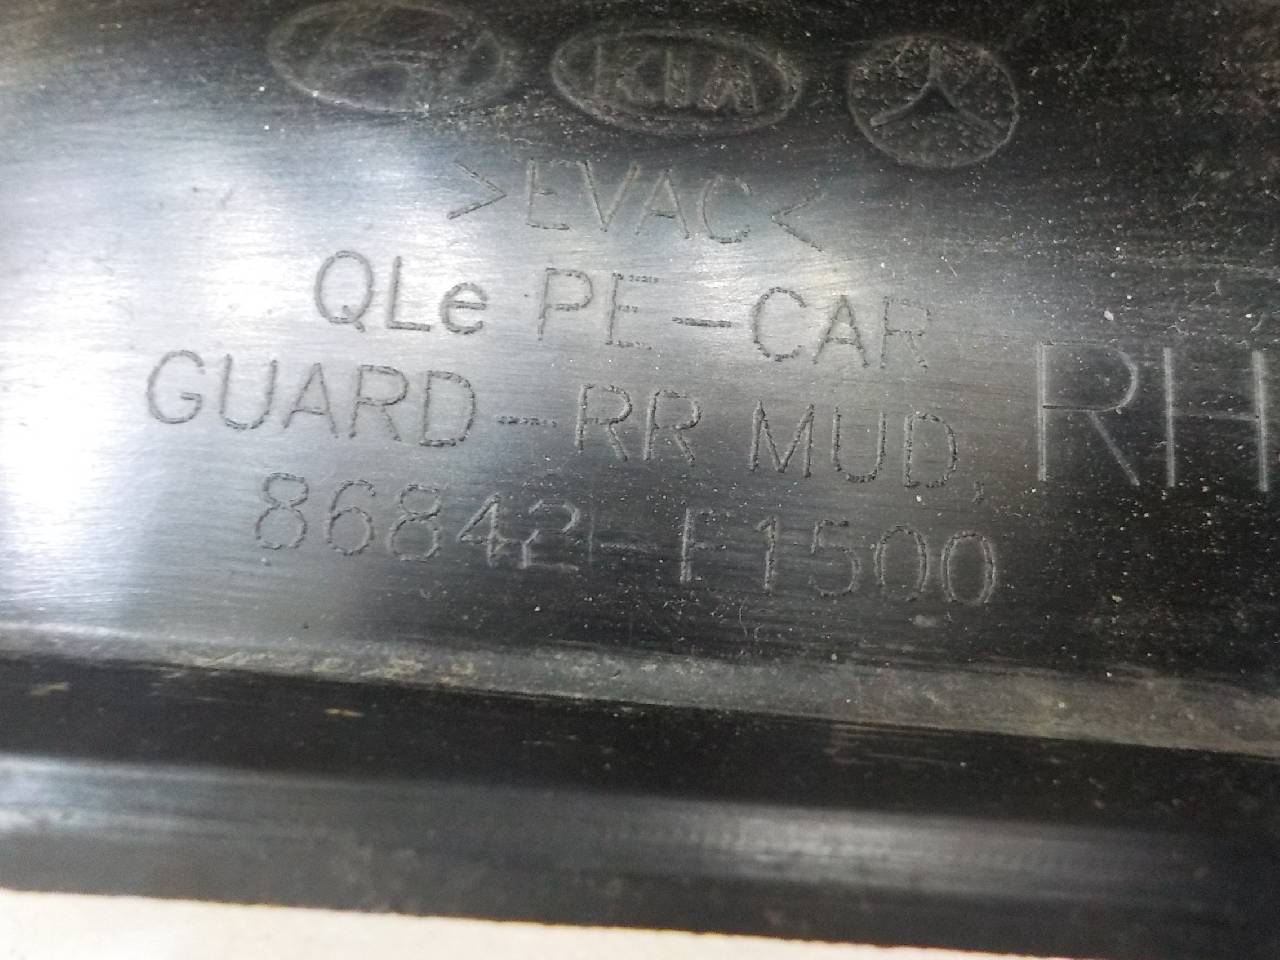 KIA
>EVAC<
QLe PE-CAR
GUARD-RR MUD, RH
86842-F1500